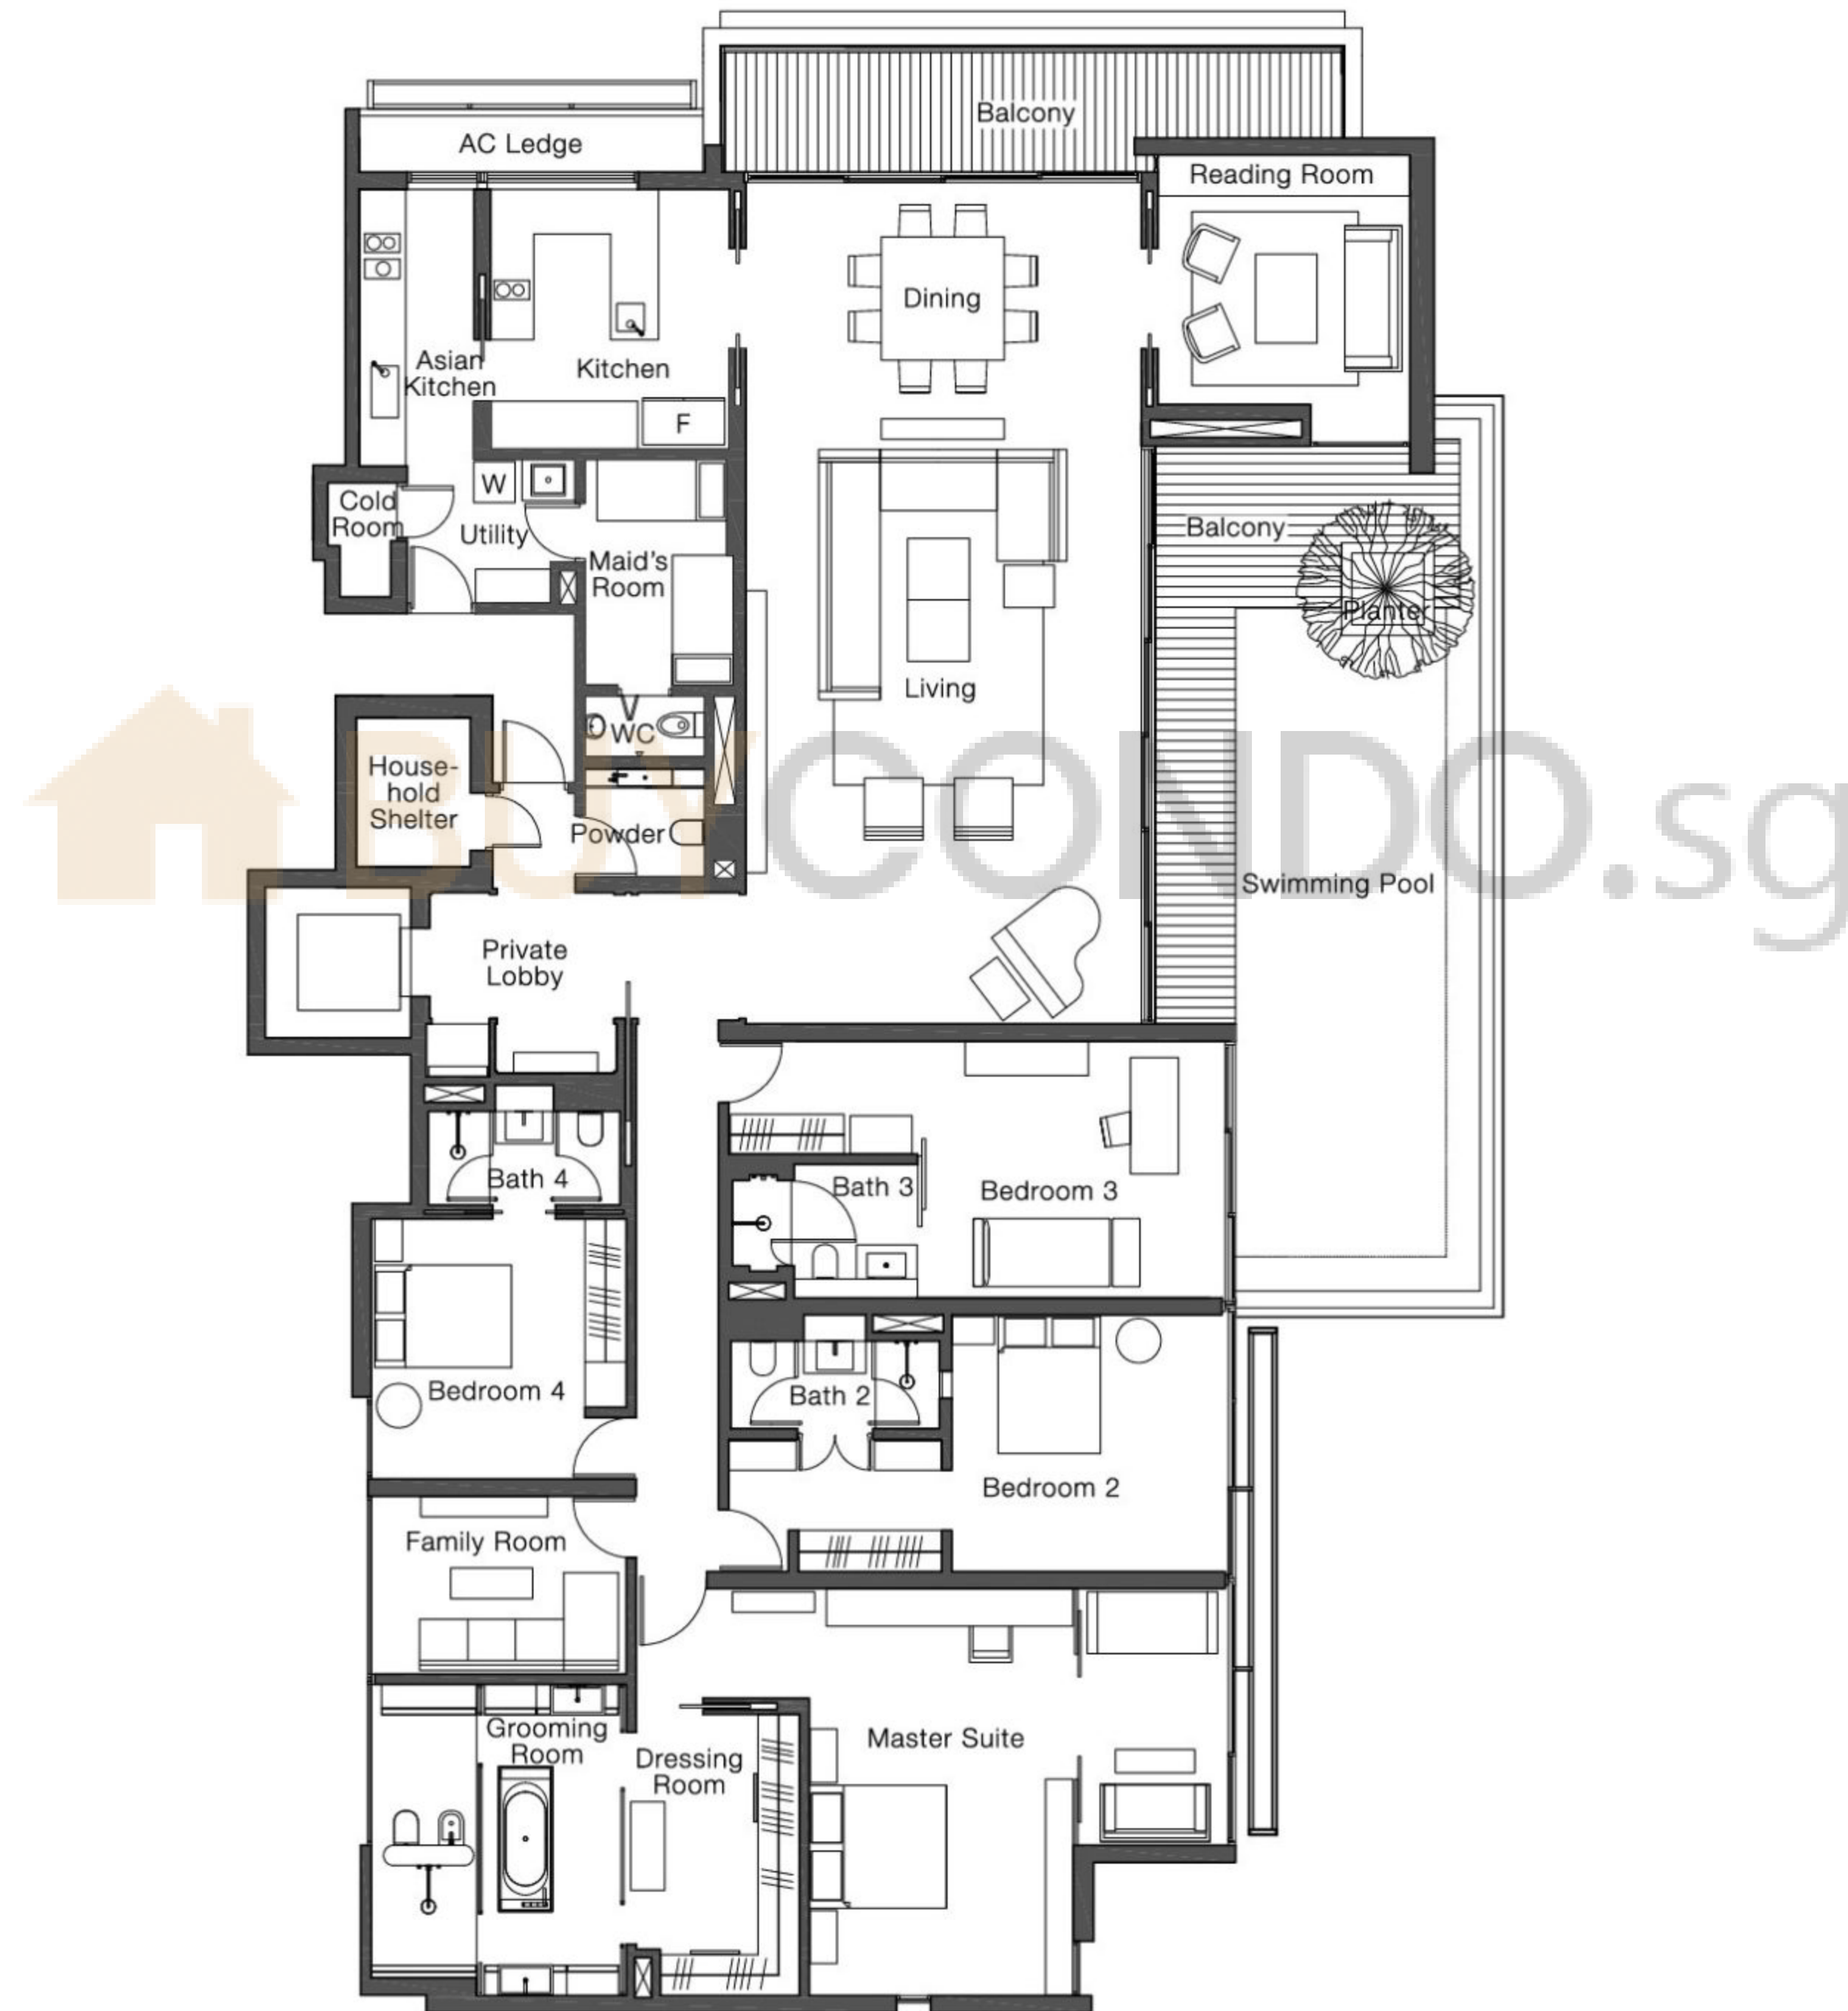 Balcony
AC Ledge
Reading Room
Dining
Asian
Kitchen
Kitchen
F
Cold
Room
W
Utility
Maid's
Room
Balcony
Planter
Living
WC
House-
hold
Shelter
Powder
BUYCONDO.sg
Swimming Pool
Private
Lobby
Bath 4
Bath 3
Bedroom 3
Bedroom 4
Bath 2
Bedroom 2
Family Room
Grooming
Room
Dressing
Room
Master Suite